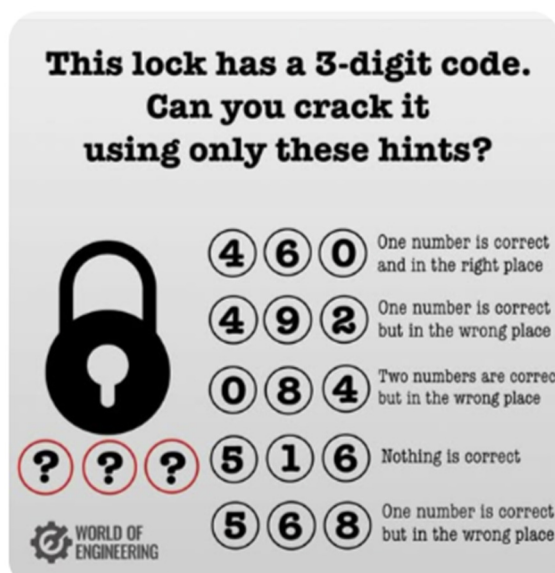 This lock has a 3-digit code.
Can you crack it
using only these hints?
4 6 0 One number is correct
and in the right place
4 9 2 One number is correct
but in the wrong place
0 8 4 Two numbers are correc
but in the wrong place
? ? ? 5 1 6 Nothing is correct
5 6 8 One number is correct
but in the wrong place
WORLD OF
ENGINEERING